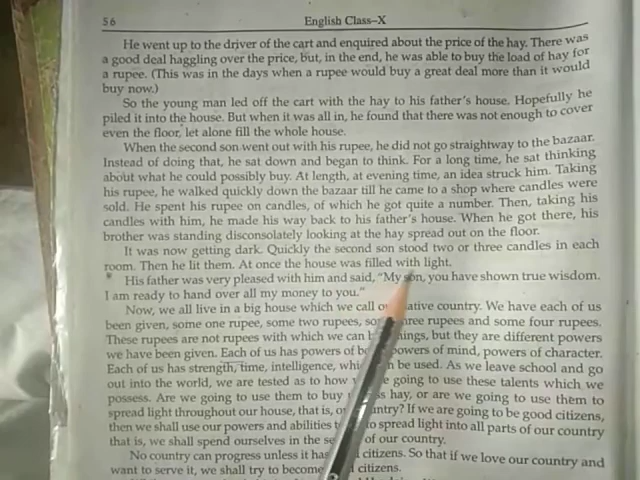 56 English Class–X
He went up to the driver of the cart and enquired about the price of the hay. There was
a good deal haggling over the price, but, in the end, he was able to buy the load of hay for
a rupee. (This was in the days when a rupee would buy a great deal more than it would
buy now.)
So the young man led off the cart with the hay to his father's house. Hopefully he
piled it into the house. But when it was all in, he found that there was not enough to cover
even the floor, let alone fill the whole house.
When the second son went out with his rupee, he did not go straightway to the bazaar.
Instead of doing that, he sat down and began to think. For a long time, he sat thinking
about what he could possibly buy. At length, at evening time, an idea struck him. Taking
his rupee, he walked quickly down the bazaar till he came to a shop where candles were
sold. He spent his rupee on candles, of which he got quite a number. Then, taking his
candles with him, he made his way back to his father's house. When he got there, his
brother was standing disconsolately looking at the hay spread out on the floor.
It was now getting dark. Quickly the second son stood two or three candles in each
room. Then he lit them. At once the house was filled with light.
His father was very pleased with him and said, "My son, you have shown true wisdom.
I am ready to hand over all my money to you."
Now, we all live in a big house which we call native country. We have each of us
been given, some one rupee, some two rupees, three rupees and some four rupees.
These rupees are not rupees with which we can things, but they are different powers
we have been given. Each of us has powers of powers of mind, powers of character.
Each of us has strength, time, intelligence, be used. As we leave school and go
out into the world, we are tested as to how going to use these talents which we
possess. Are we going to use them to buy hay, or are we going to use them to
spread light throughout our house, that is, country? If we are going to be good citizens,
then we shall use our powers and abilities to spread light into all parts of our country
that is, we shall spend ourselves in the of our country.
No country can progress unless it has citizens. So that if we love our country and
want to serve it, we shall try to become citizens.